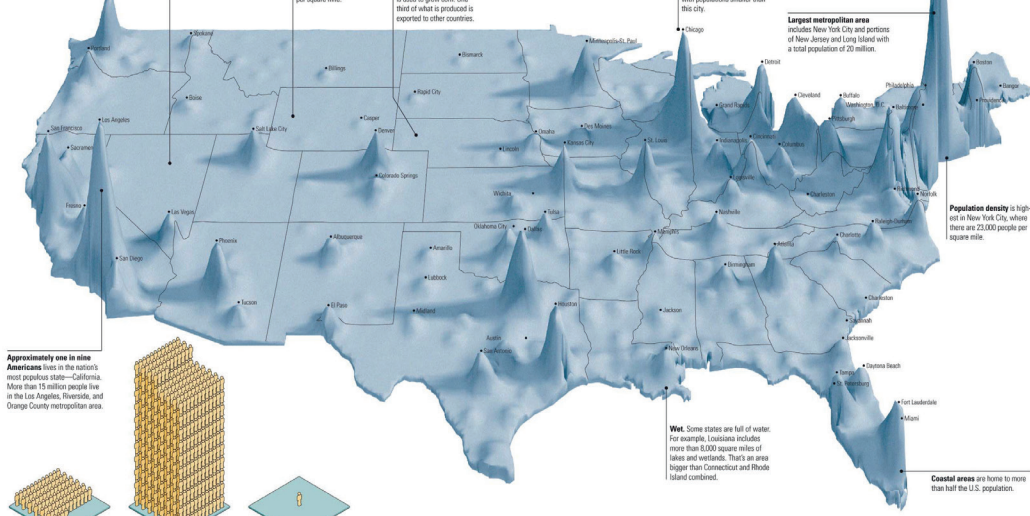 per square mile.
third of what is produced is
exported to other countries.
this city.
Largest metropolitan area
includes New York City and portions
of New Jersey and Long Island with
a total population of 20 million.
Portland
Spokane
Billings
Bismarck
Minneapolis-St. Paul
Chicago
Detroit
Boston
Bangor
Providence
Philadelphia
Boise
Rapid City
Grand Rapids
Cleveland
Buffalo
Washington, D.C.
Baltimore
Pittsburgh
San Francisco
Los Angeles
Salt Lake City
Casper
Denver
Omaha
Des Moines
Lincoln
Kansas City
St. Louis
Indianapolis
Cincinnati
Columbus
Colorado Springs
Louisville
Charleston
Richmond
Norfolk
Fresno
Las Vegas
Wichita
Tulsa
Nashville
Raleigh-Durham
Population density is high-
est in New York City, where
there are 23,000 people per
square mile.
San Diego
Phoenix
Albuquerque
Amarillo
Oklahoma City
Dallas
Little Rock
Memphis
Atlanta
Charlotte
Birmingham
Tucson
El Paso
Lubbock
Midland
Houston
Jackson
Charleston
Savannah
Jacksonville
Austin
San Antonio
New Orleans
Daytona Beach
Tampa
St. Petersburg
Fort Lauderdale
Miami
Approximately one in nine
Americans lives in the nation's
most populous state—California.
More than 15 million people live
in the Los Angeles, Riverside, and
Orange County metropolitan area.
Wet. Some states are full of water.
For example, Louisiana includes
more than 8,000 square miles of
lakes and wetlands. That's an area
bigger than Connecticut and Rhode
Island combined.
Coastal areas are home to more
than half the U.S. population.